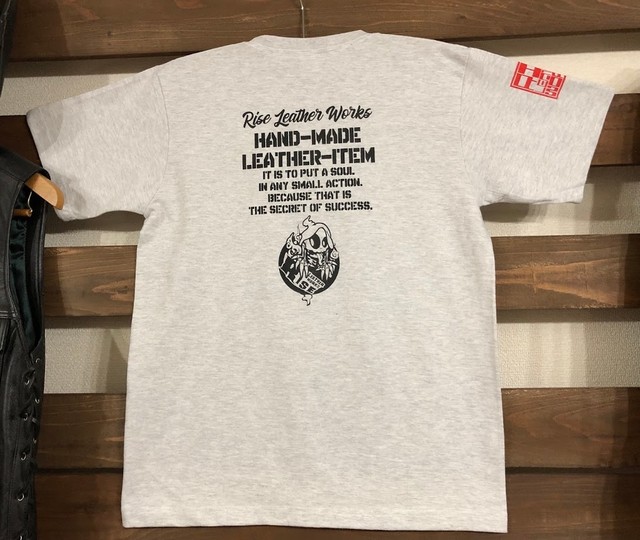 Rise Leather Works
HAND-MADE
LEATHER-ITEM
IT IS TO PUT A SOUL
IN ANY SMALL ACTION.
BECAUSE THAT IS
THE SECRET OF SUCCESS.
RISE